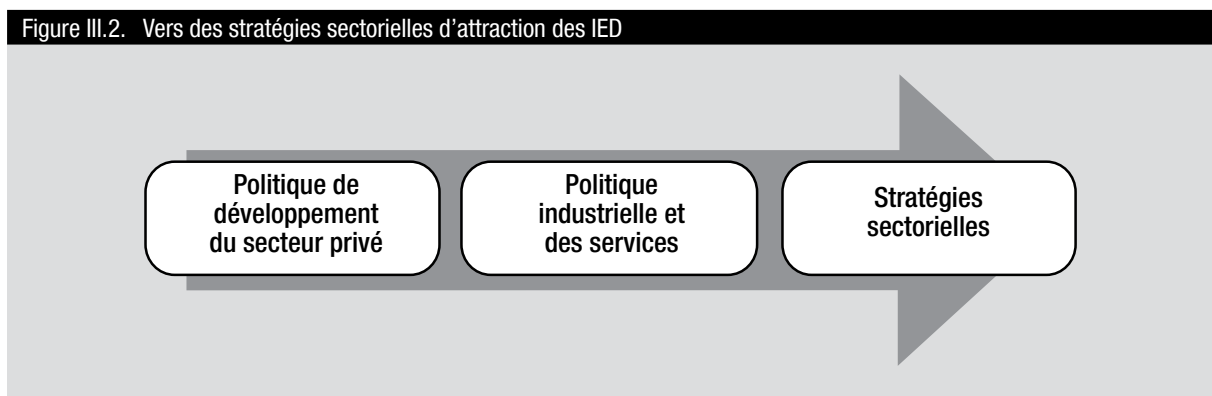 Figure III.2. Vers des stratégies sectorielles d’attraction des IED
Politique de
développement
du secteur privé
Politique
industrielle et
des services
Stratégies
sectorielles